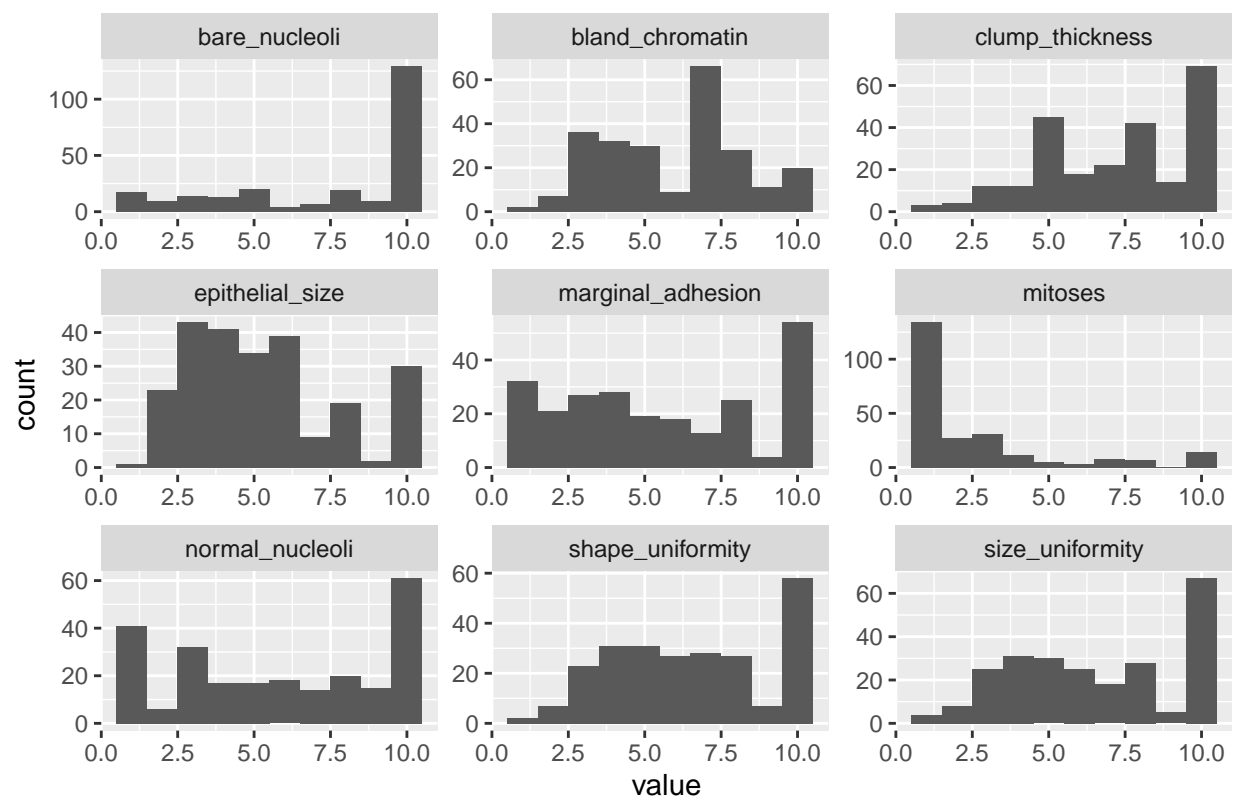 bare_nucleoli
bland_chromatin
clump_thickness
100
50
0
0.0 2.5 5.0 7.5 10.0
60
40
20
0
0.0 2.5 5.0 7.5 10.0
60
40
20
0
0.0 2.5 5.0 7.5 10.0
epithelial_size
marginal_adhesion
mitoses
40
30
20
10
0
0.0 2.5 5.0 7.5 10.0
40
20
0
0.0 2.5 5.0 7.5 10.0
100
50
0
0.0 2.5 5.0 7.5 10.0
normal_nucleoli
shape_uniformity
size_uniformity
60
40
20
0
0.0 2.5 5.0 7.5 10.0
60
40
20
0
0.0 2.5 5.0 7.5 10.0
60
40
20
0
0.0 2.5 5.0 7.5 10.0
count
value